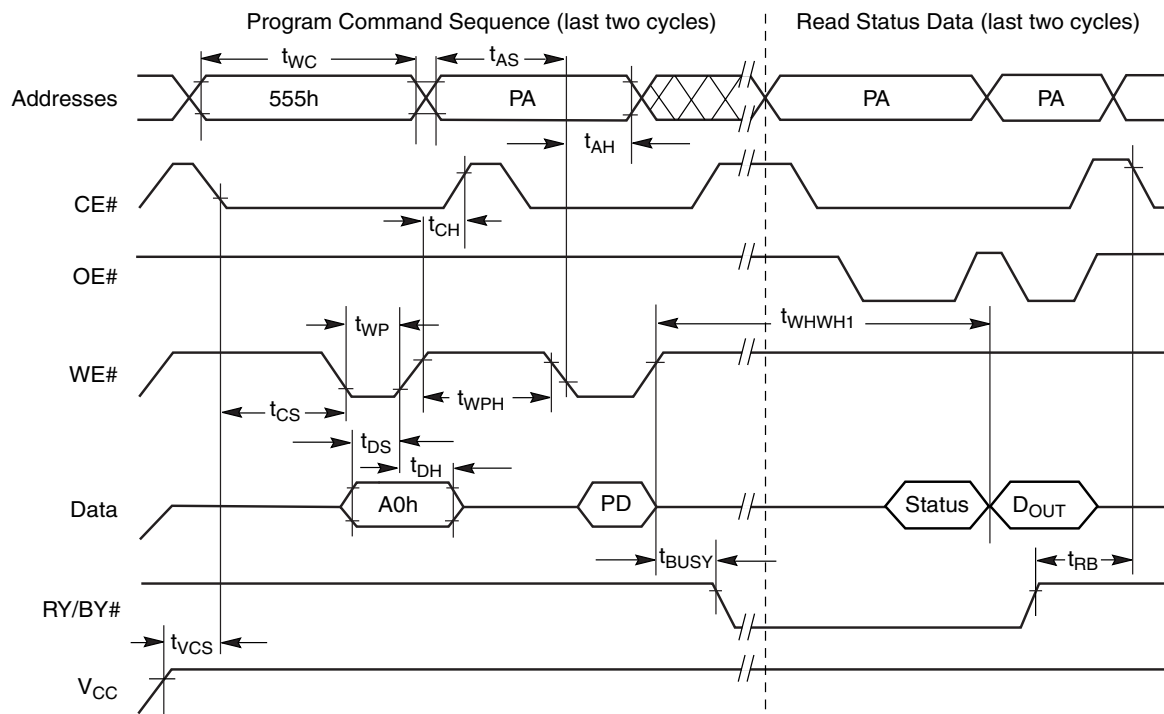 Program Command Sequence (last two cycles)
Read Status Data (last two cycles)
tWC
tAS
Addresses
555h
PA
PA
PA
tAH
CE#
tCH
OE#
tWP
tWHWH1
WE#
tCS
tWPH
tDS
tDH
Data
A0h
PD
Status
DOUT
tBUSY
tRB
RY/BY#
tVCS
VCC